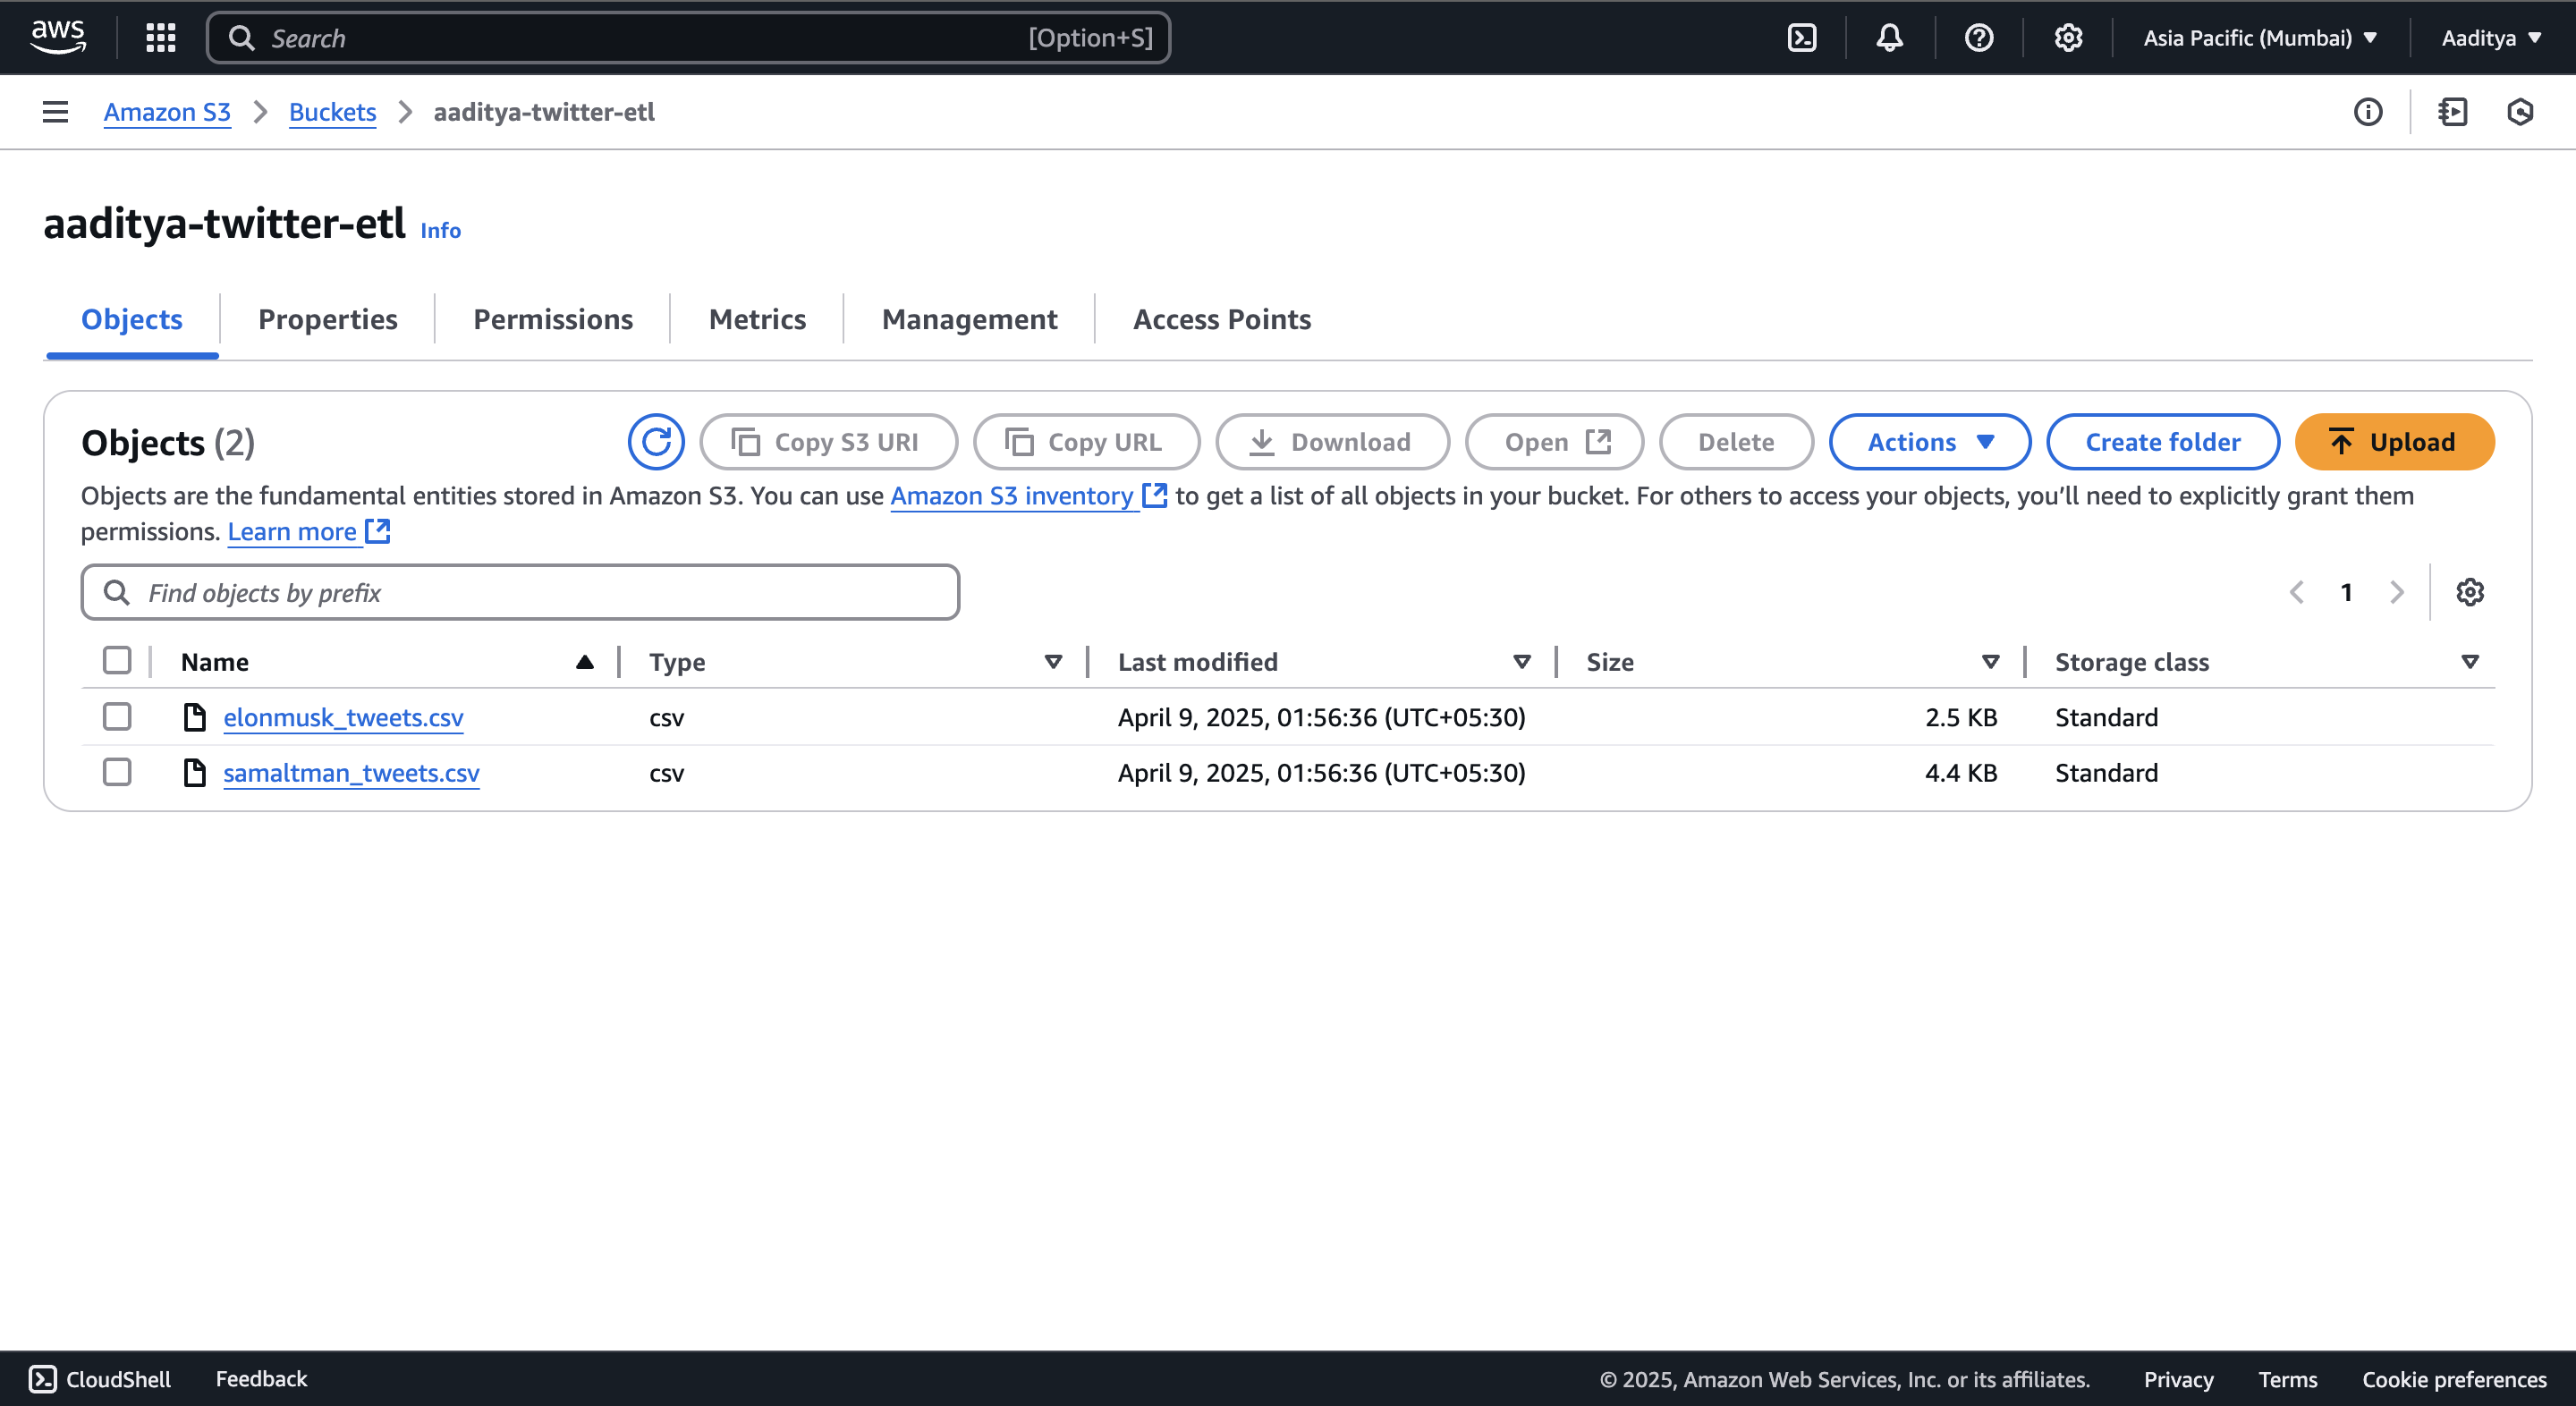 aws
Search [Option+S] Asia Pacific (Mumbai) Aaditya
Amazon S3 Buckets aaditya-twitter-etl
aaditya-twitter-etl Info
Objects Properties Permissions Metrics Management Access Points
Objects (2) Copy S3 URI Copy URL Download Open Delete Actions Create folder Upload
Objects are the fundamental entities stored in Amazon S3. You can use Amazon S3 inventory to get a list of all objects in your bucket. For others to access your objects, you’ll need to explicitly grant them
permissions. Learn more
Find objects by prefix 1
Name Type Last modified Size Storage class
elonmusk_tweets.csv csv April 9, 2025, 01:56:36 (UTC+05:30) 2.5 KB Standard
samaltman_tweets.csv csv April 9, 2025, 01:56:36 (UTC+05:30) 4.4 KB Standard
CloudShell Feedback © 2025, Amazon Web Services, Inc. or its affiliates. Privacy Terms Cookie preferences